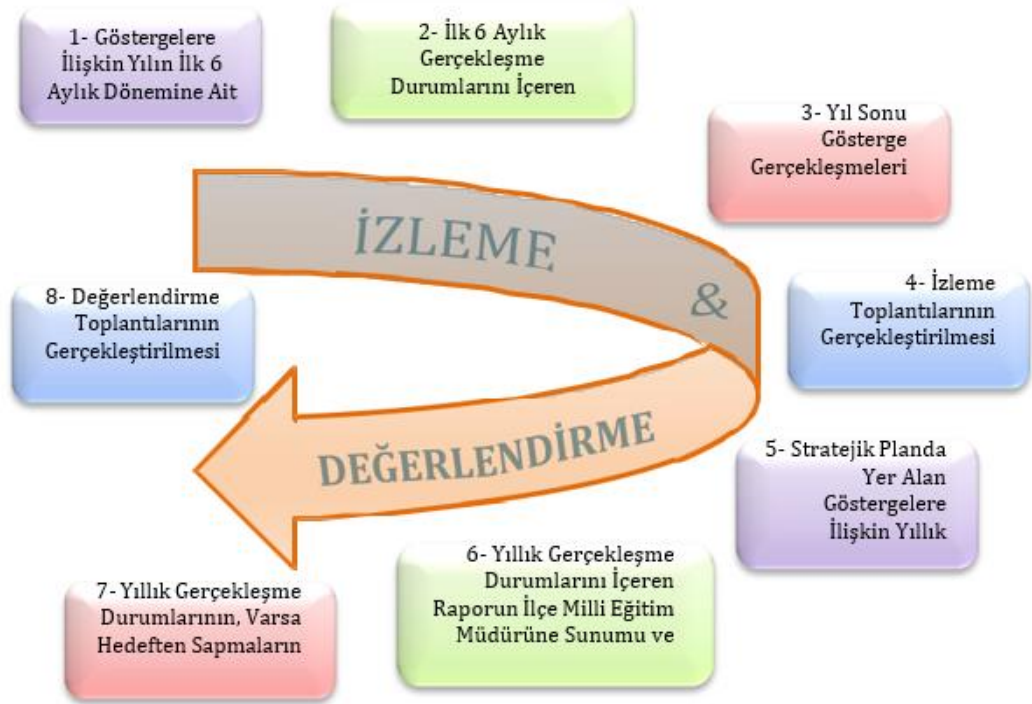 1- Göstergelere
İlişkin Yılın İlk 6
Aylık Dönemine Ait
2- İlk 6 Aylık
Gerçekleşme
Durumlarını İçeren
3- Yıl Sonu
Gösterge
Gerçekleşmeleri
İZLEME
&
DEĞERLENDİRME
4- İzleme
Toplantılarının
Gerçekleştirilmesi
5- Stratejik Planda
Yer Alan
Göstergelere
İlişkin Yıllık
6- Yıllık Gerçekleşme
Durumlarını İçeren
Raporun İlçe Milli Eğitim
Müdürüne Sunumu ve
7- Yıllık Gerçekleşme
Durumlarının, Varsa
Hedeften Sapmaların
8- Değerlendirme
Toplantılarının
Gerçekleştirilmesi